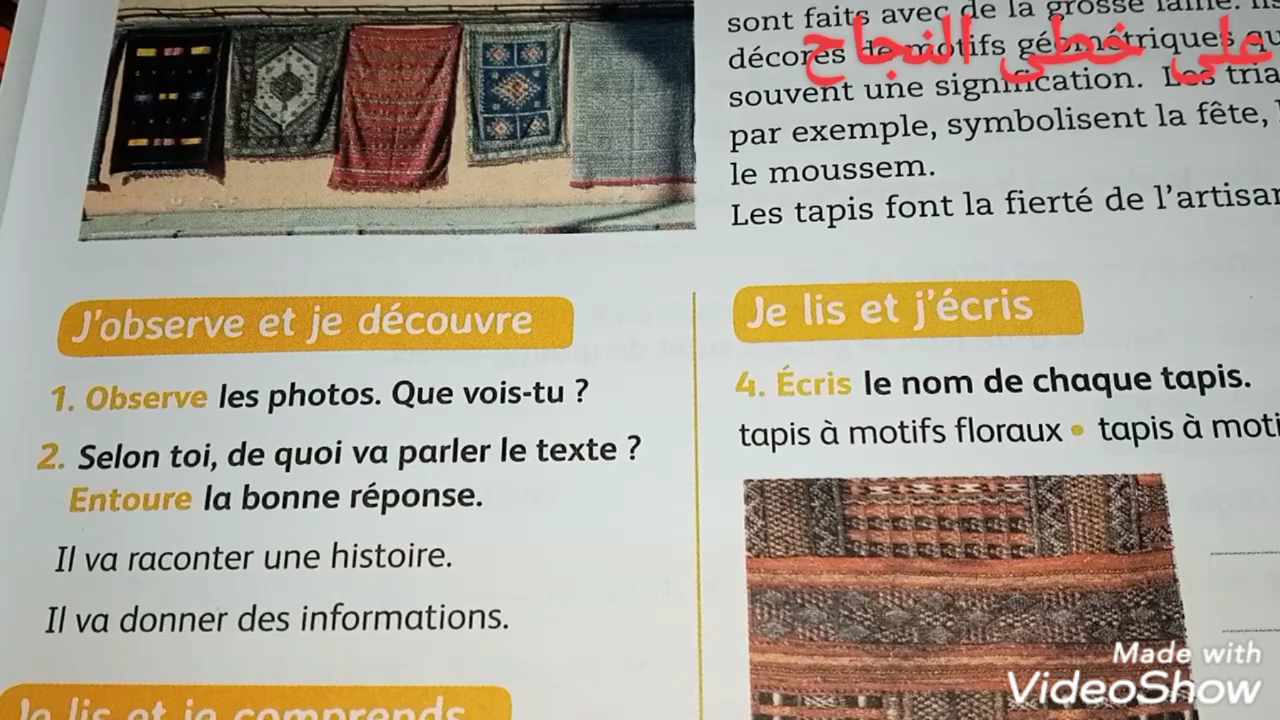 sont faits avec de la grosse laine.
décorés de motifs géométriques
souvent une signification. Les
par exemple, symbolisent la fête,
le moussem.
Les tapis font la fierté de
على خطى النجاح
J'observe et je découvre
1. Observe les photos. Que vois-tu ?
2. Selon toi, de quoi va parler le texte ?
Entoure la bonne réponse.
Il va raconter une histoire.
Il va donner des informations.
Je lis et je comprends
Je lis et j'écris
4. Écris le nom de chaque tapis.
tapis à motifs floraux • tapis à
Made with
VideoShow